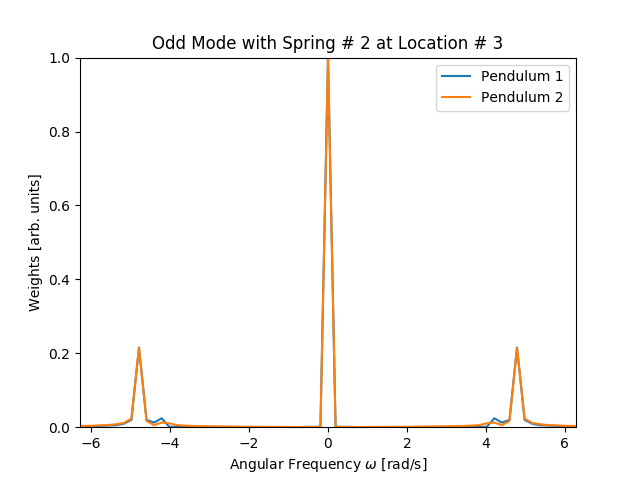 Odd Mode with Spring # 2 at Location # 3
Pendulum 1
Pendulum 2
Weights [arb. units]
1.0
0.8
0.6
0.4
0.2
0.0
−6 −4 −2 0 2 4 6
Angular Frequency ω [rad/s]